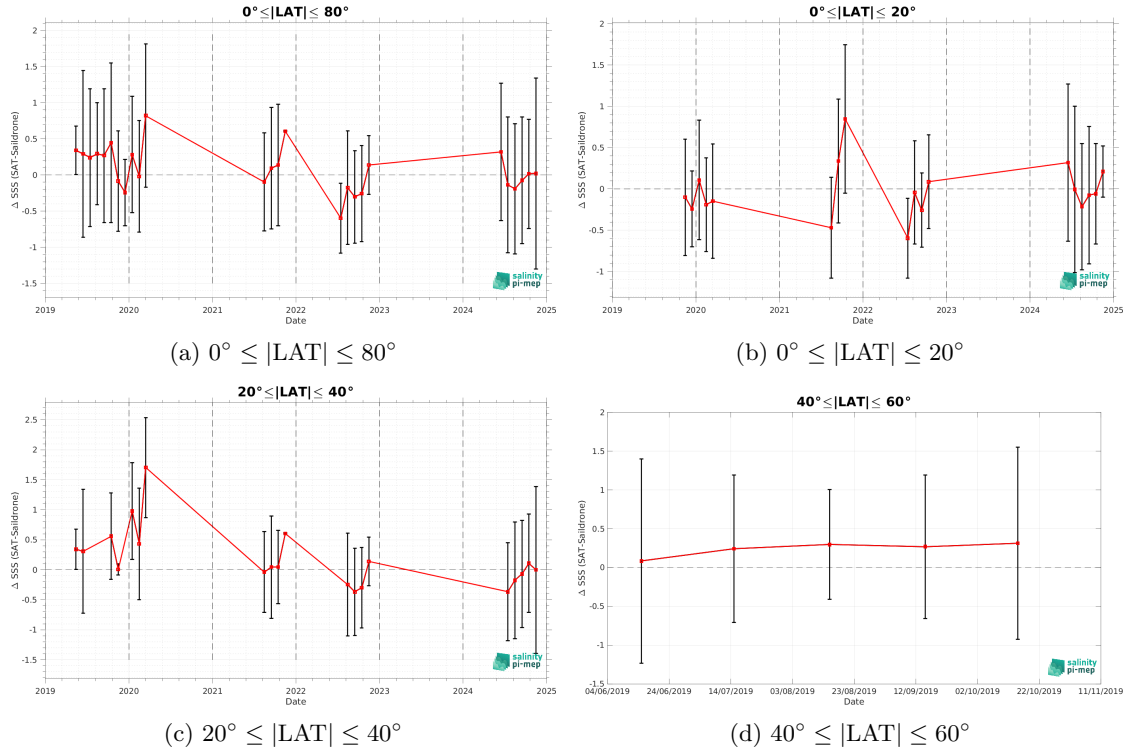 0°≤|LAT|≤ 80°
2
1.5
1
0.5
0
-0.5
-1
-1.5
Δ SSS (SAT-Saildrone)
2019
2020
2021
2022
2023
2024
2025
Date
salinity
pi-mep
(a) 0° ≤ |LAT| ≤ 80°
0°≤|LAT|≤ 20°
2
1.5
1
0.5
0
-0.5
-1
Δ SSS (SAT-Saildrone)
2019
2020
2021
2022
2023
2024
2025
Date
salinity
pi-mep
(b) 0° ≤ |LAT| ≤ 20°
20°≤|LAT|≤ 40°
2.5
2
1.5
1
0.5
0
-0.5
-1
-1.5
Δ SSS (SAT-Saildrone)
2019
2020
2021
2022
2023
2024
2025
Date
salinity
pi-mep
(c) 20° ≤ |LAT| ≤ 40°
40°≤|LAT|≤ 60°
2
1.5
1
0.5
0
-0.5
-1
-1.5
Δ SSS (SAT-Saildrone)
04/06/2019
24/06/2019
14/07/2019
03/08/2019
23/08/2019
12/09/2019
02/10/2019
22/10/2019
11/11/2019
Date
salinity
pi-mep
(d) 40° ≤ |LAT| ≤ 60°